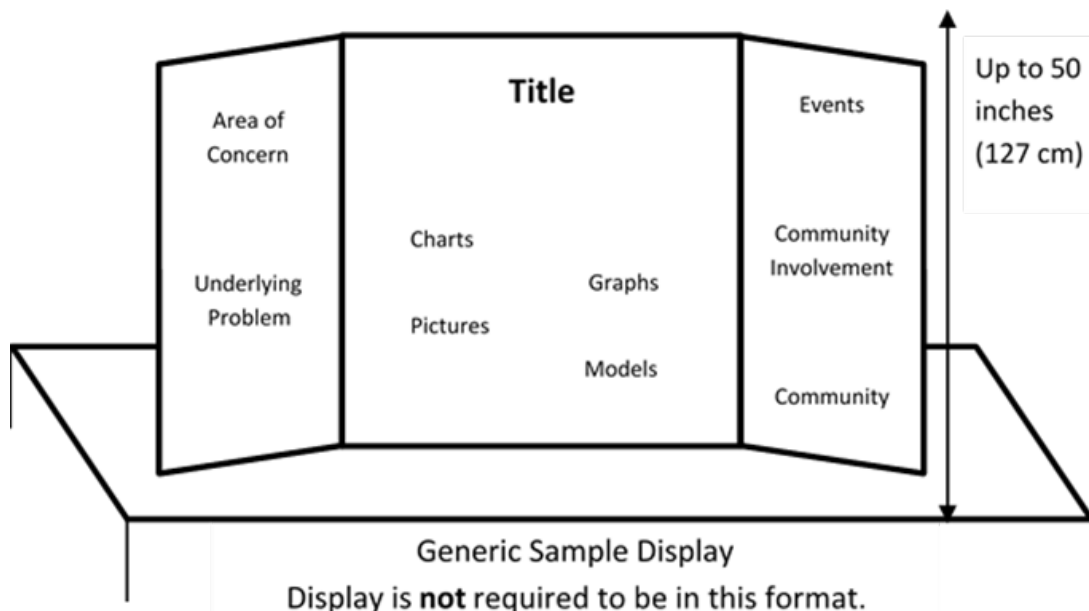 Title
Area of
Concern
Underlying
Problem
Charts
Graphs
Pictures
Models
Events
Community
Involvement
Community
Up to 50
inches
(127 cm)
Generic Sample Display
Display is not required to be in this format.